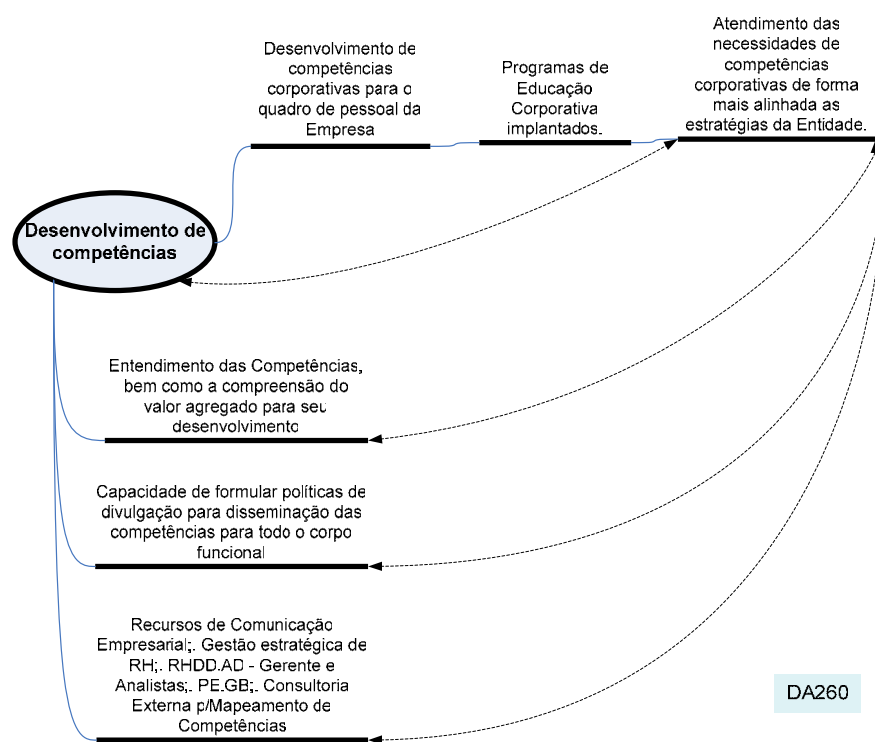 Desenvolvimento de
competências
corporativas para o
quadro de pessoal da
Empresa
Programas de
Educação
Corporativa
implantados.
Atendimento das
necessidades de
competências
corporativas de forma
mais alinhada as
estratégias da Entidade.
Desenvolvimento de
competências
Entendimento das Competências,
bem como a compreensão do
valor agregado para seu
desenvolvimento
Capacidade de formular políticas de
divulgação para disseminação das
competências para todo o corpo
funcional
Recursos de Comunicação
Empresarial;. Gestão estratégica de
RH;. RHDD.AD - Gerente e
Analistas;. PE.GB;. Consultoria
Externa p/Mapeamento de
Competências
DA260